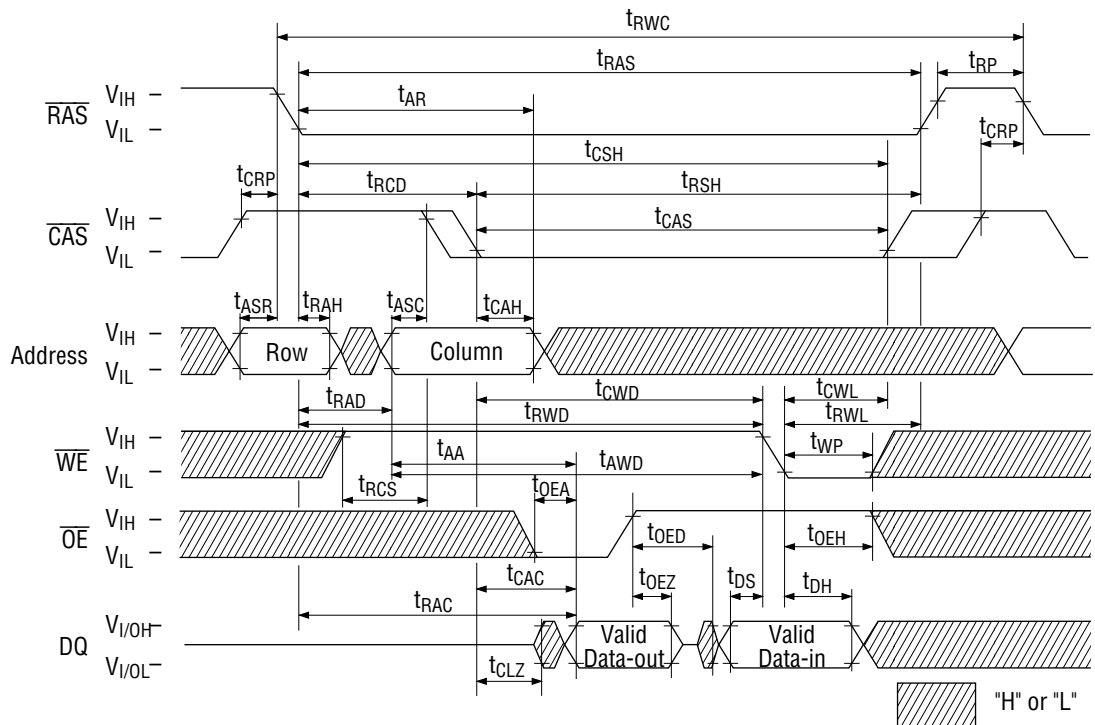 tRWC
tRAS
tRP
tAR
RAS
VIH
VIL
tCRP
tCSH
tCRP
tRCD
tRSH
CAS
VIH
VIL
tCAS
tASR
tRAH
tASC
tCAH
Address
VIH
VIL
Row
Column
tCWD
tCWL
tRAD
tRWD
tRWL
WE
VIH
VIL
tAA
tAWD
tWP
tRCS
tOEA
OE
VIH
VIL
tOED
tOEH
tCAC
tOEZ
tDS
tDH
tRAC
DQ
VI/OH
VI/OL
Valid
Data-out
Valid
Data-in
tCLZ
"H" or "L"